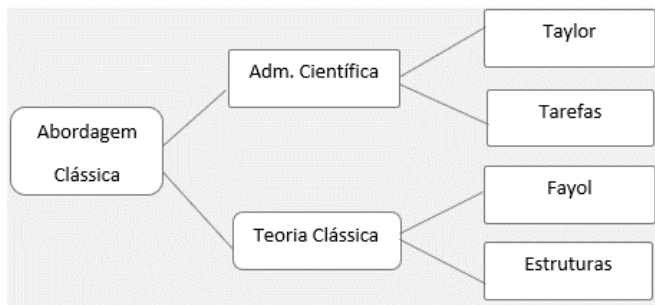 Abordagem
Clássica
Adm. Científica
Taylor
Tarefas
Teoria Clássica
Fayol
Estruturas